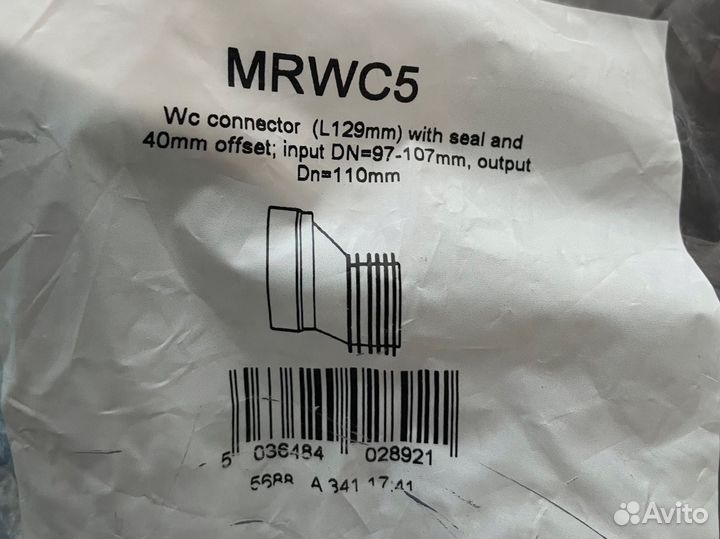 MRWC5
Wc connector (L129mm) with seal and
40mm offset; input DN=97-107mm, output
Dn=110mm
5 036484 028921
5688 A 341 17:41
Avito